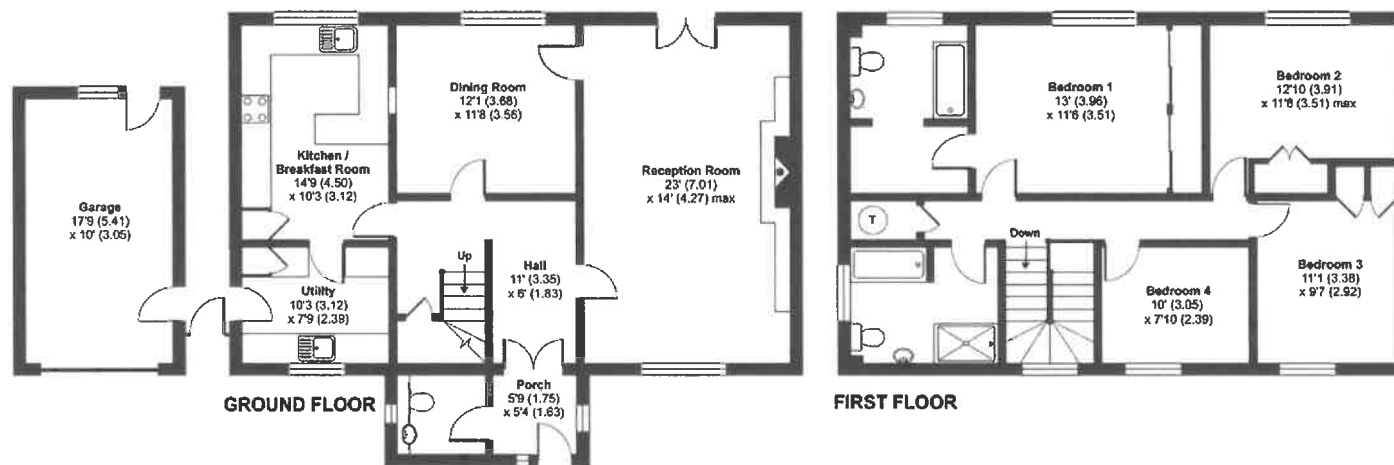 Garage
17'9 (5.41)
x 10' (3.05)
Kitchen /
Breakfast Room
14'9 (4.50)
x 10'3 (3.12)
Utility
10'3 (3.12)
x 7'9 (2.39)
Dining Room
12'1 (3.68)
x 11'8 (3.56)
Up
Hall
11' (3.35)
x 6' (1.83)
Reception Room
23' (7.01)
x 14' (4.27) max
Porch
5'9 (1.75)
x 5'4 (1.63)
GROUND FLOOR
Bedroom 1
13' (3.96)
x 11'6 (3.51)
Bedroom 2
12'10 (3.91)
x 11'6 (3.51) max
T
Down
Bedroom 4
10' (3.05)
x 7'10 (2.39)
Bedroom 3
11'1 (3.38)
x 9'7 (2.92)
FIRST FLOOR